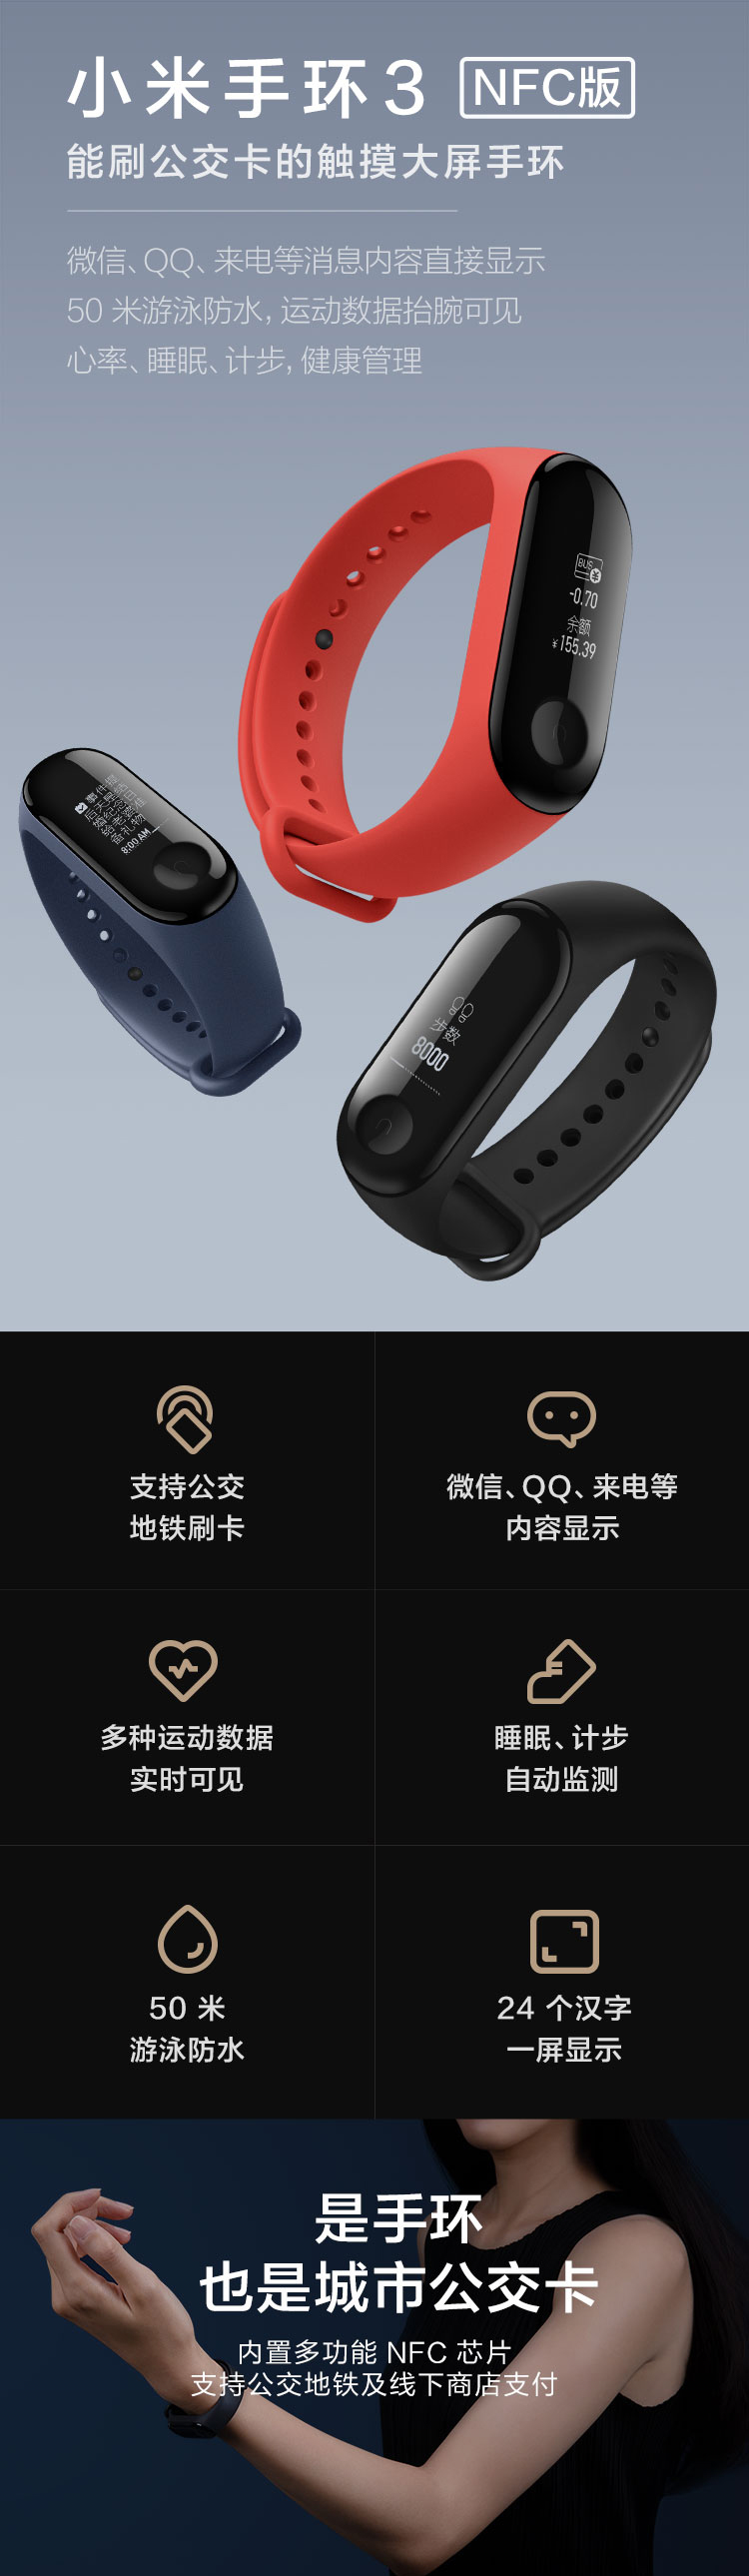 小米手环3 NFC版
能刷公交卡的触摸大屏手环
微信、QQ、来电等消息内容直接显示
50 米游泳防水, 运动数据抬腕可见
心率、睡眠、计步, 健康管理
BUS
-0.70
余额
¥155.39
8:00AM
步数
8000
支持公交
地铁刷卡
微信、QQ、来电等
内容显示
多种运动数据
实时可见
睡眠、计步
自动监测
50 米
游泳防水
24 个汉字
一屏显示
是手环
也是城市公交卡
内置多功能 NFC 芯片
支持公交地铁及线下商店支付